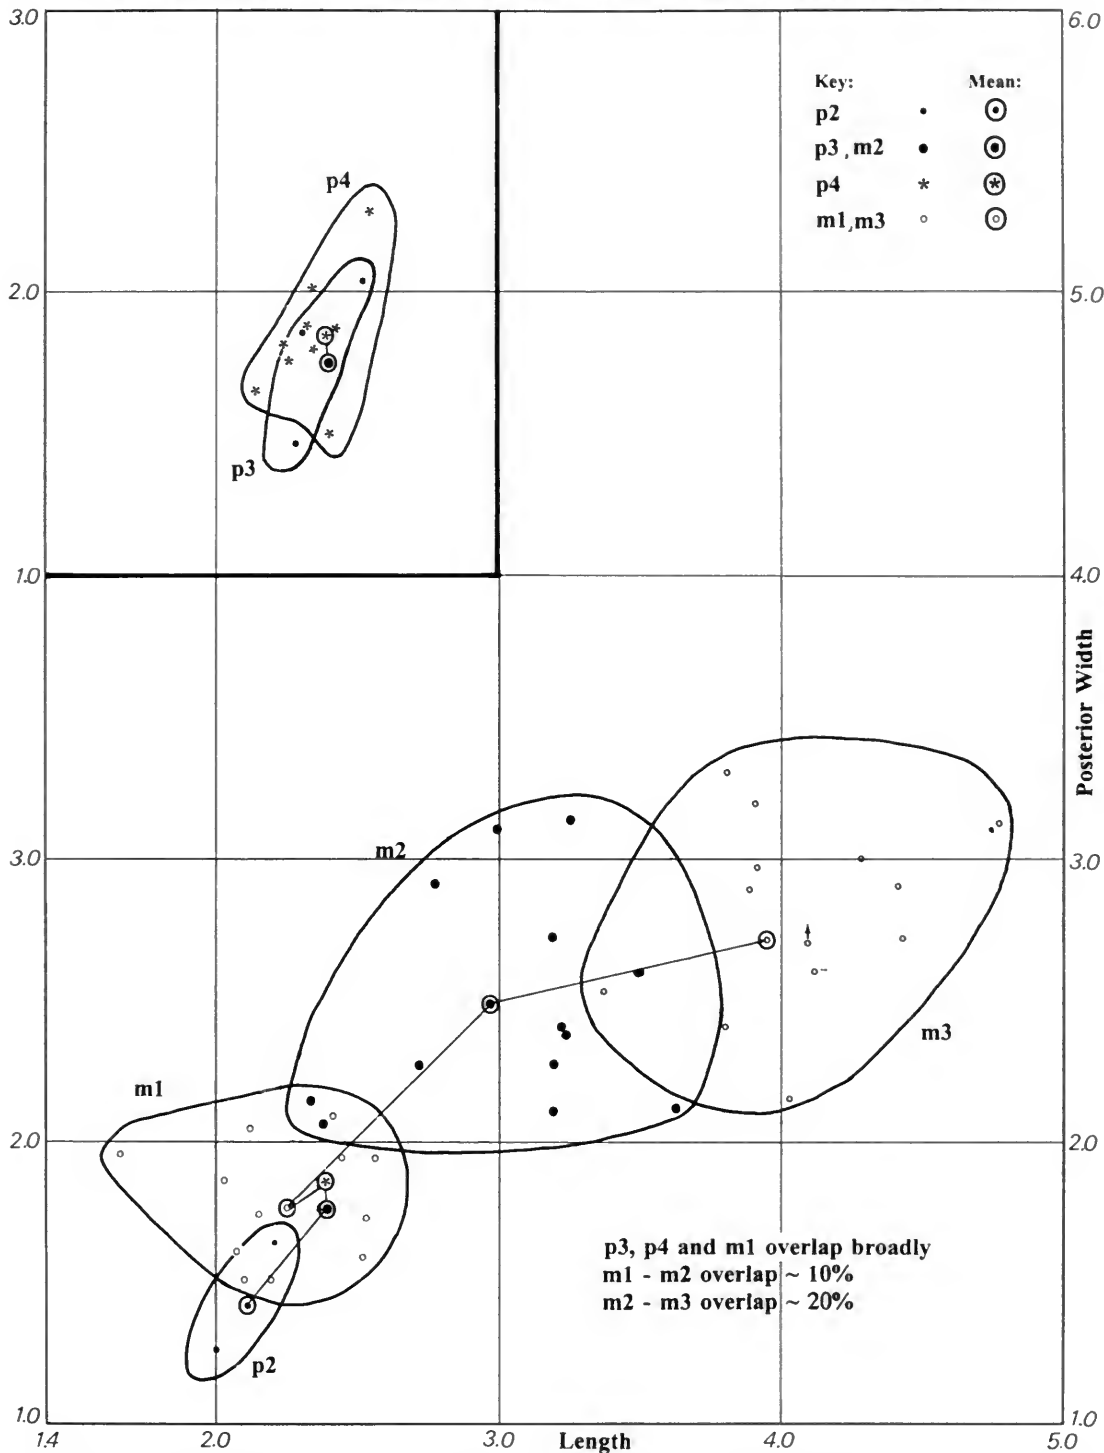 3.0
6.0
Key: Mean:
p2
p3, m2
p4
m1, m3
p4
2.0
5.0
p3
1.0
4.0
Posterior Width
m2
3.0
3.0
m3
m1
2.0
2.0
p3, p4 and m1 overlap broadly
m1 - m2 overlap ~ 10%
m2 - m3 overlap ~ 20%
p2
1.0
1.0
1.4 2.0 3.0 Length 4.0 5.0